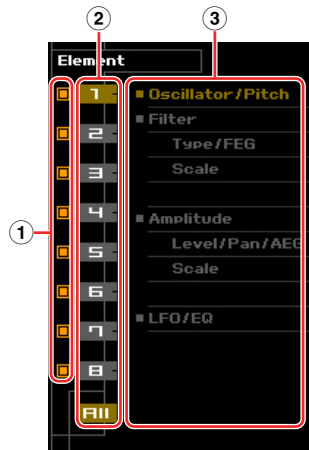 2 3
Element
1 Oscillator/Pitch
Filter
2 Type/FEG
3 Scale
4 Amplitude
1
5 Level/Pan/AEG
Scale
6
7 LFO/EQ
8
All